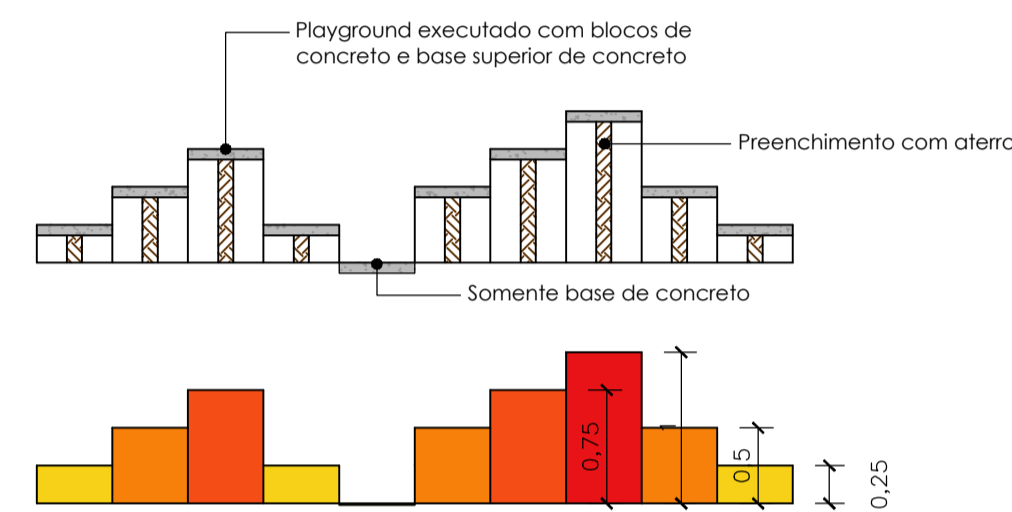 Playground executado com blocos de
concreto e base superior de concreto
Preenchimento com aterro
Somente base de concreto
0,75
1
0,5
0,25